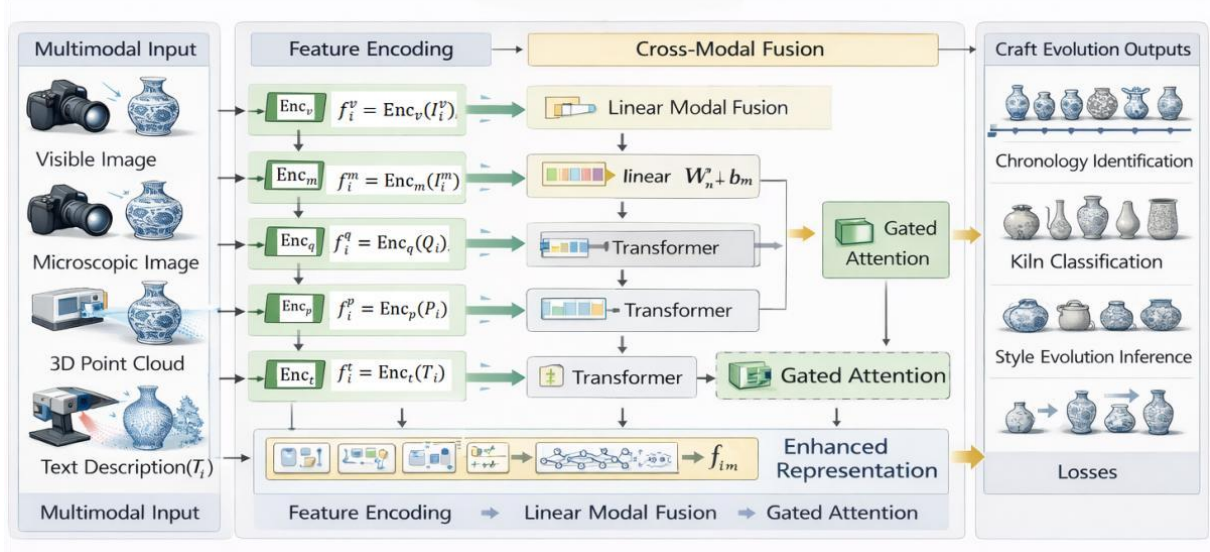 Multimodal Input
Feature Encoding
Cross-Modal Fusion
Craft Evolution Outputs
Visible Image
Microscopic Image
3D Point Cloud
Text Description(T_i)
Multimodal Input
Enc_v f_i^v = Enc_v(I_i^v).
Enc_m f_i^m = Enc_m(I_i^m)
Enc_q f_i^q = Enc_q(Q_i).
Enc_p f_i^p = Enc_p(P_i)
Enc_t f_i^t = Enc_t(T_i)
Linear Modal Fusion
linear W_n^s + b_m
Transformer
Transformer
Transformer
Gated
Attention
Gated Attention
f_im
Enhanced
Representation
Feature Encoding
Linear Modal Fusion
Gated Attention
Chronology Identification
Kiln Classification
Style Evolution Inference
Losses